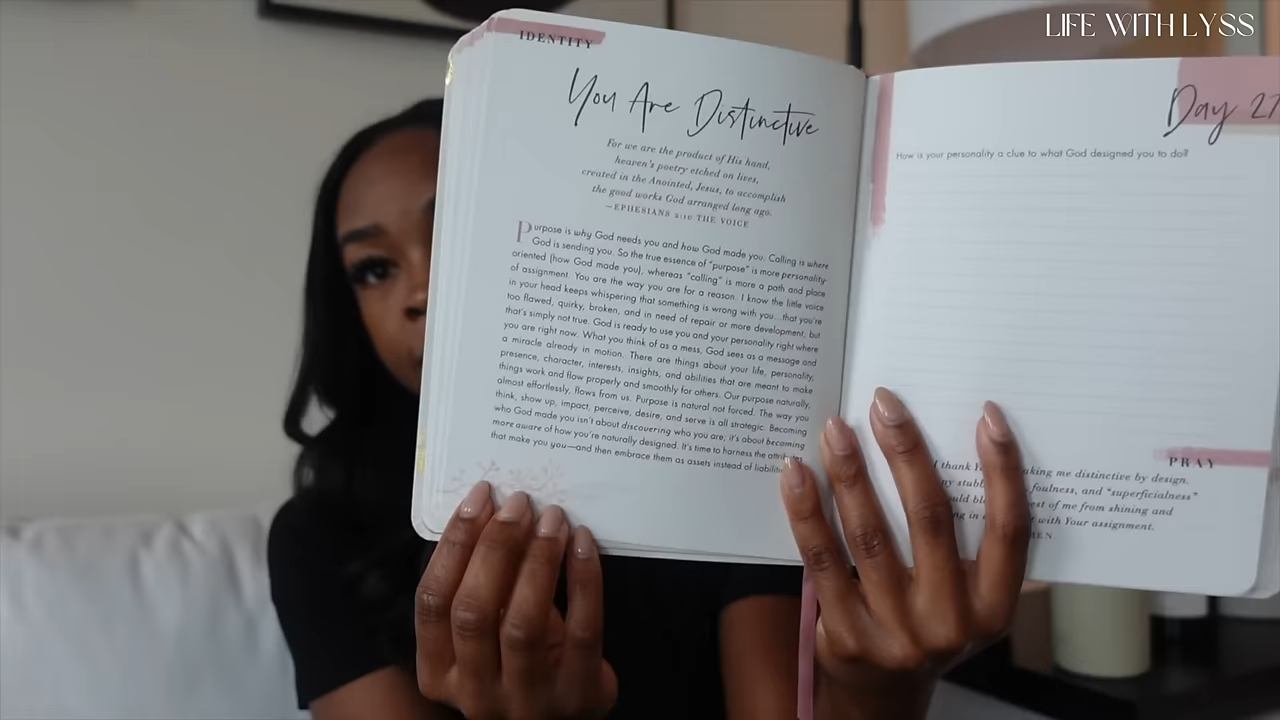 LIFE WITH LYSS
IDENTITY
You Are Distinctive
For we are the product of His hand,
heaven's poetry etched on lives,
created in the Anointed, Jesus, to accomplish
the good works God arranged long ago.
—EPHESIANS 2:10 THE VOICE
Purpose is why God needs you and how God made you. Calling is where
God is sending you. So the true essence of "purpose" is more personality-
oriented (how God made you), whereas "calling" is more a path and place
of assignment. You are the way you are for a reason. I know the little voice
in your head keeps whispering that something is wrong with you...that you're
too flawed, quirky, broken, and in need of repair or more development, but
that's simply not true. God is ready to use you and your personality right where
you are right now. What you think of as a mess, God sees as a message and
a miracle already in motion. There are things about your life, personality,
presence, character, interests, insights, and abilities that are meant to make
things work and flow properly and smoothly for others. Our purpose naturally,
almost effortlessly, flows from us. Purpose is natural not forced. The way you
think, show up, impact, perceive, desire, and serve is all strategic. Becoming
who God made you isn't about discovering who you are; it's about becoming
more aware of how you're naturally designed. It's time to harness the attributes
that make you you—and then embrace them as assets instead of
Day 27
How is your personality a clue to what God designed you to do?
PRAY
thank making me distinctive by design.
foulness, and "superficialness"
of me from shining and
in with Your assignment.